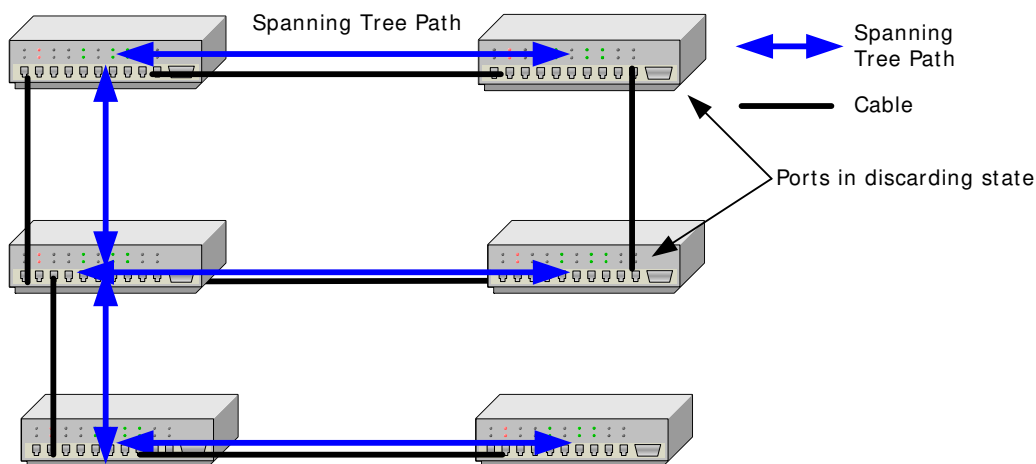 Spanning Tree Path
Spanning
Tree Path
Cable
Ports in discarding state